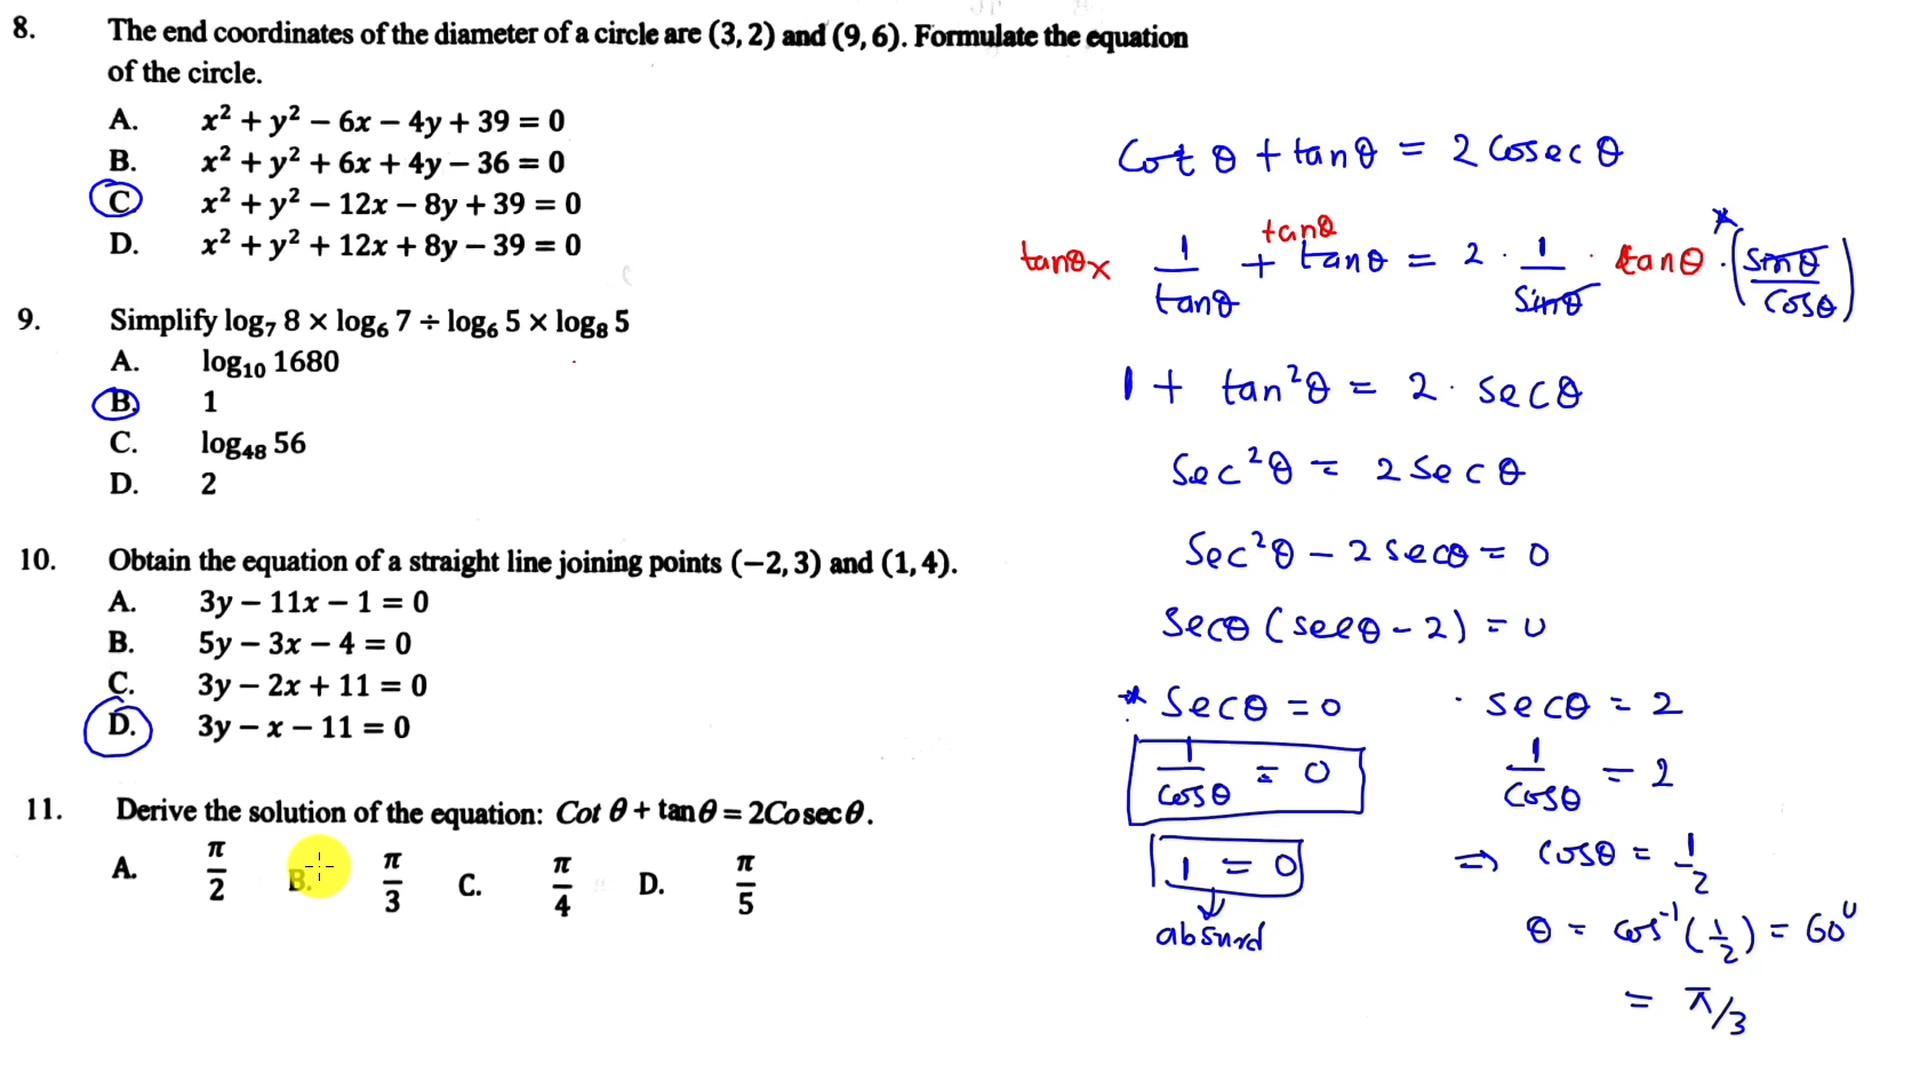 8. The end coordinates of the diameter of a circle are (3, 2) and (9, 6). Formulate the equation
of the circle.
A. x² + y² − 6x − 4y + 39 = 0
B. x² + y² + 6x + 4y − 36 = 0
C. x² + y² − 12x − 8y + 39 = 0
D. x² + y² + 12x + 8y − 39 = 0
9. Simplify log₇ 8 × log₆ 7 ÷ log₆ 5 × log₈ 5
A. log₁₀ 1680
B. 1
C. log₄₈ 56
D. 2
10. Obtain the equation of a straight line joining points (−2, 3) and (1, 4).
A. 3y − 11x − 1 = 0
B. 5y − 3x − 4 = 0
C. 3y − 2x + 11 = 0
D. 3y − x − 11 = 0
11. Derive the solution of the equation: Cot θ + tan θ = 2Cosec θ.
A. π/2 B. π/3 C. π/4 D. π/5
Cot θ + tan θ = 2 Cosec θ
tanθ x 1/tanθ + tanθ tanθ = 2 · 1/sinθ · tanθ · (sinθ/cosθ) *
1 + tan²θ = 2 · secθ
Sec²θ = 2 Sec θ
Sec²θ − 2 secθ = 0
Secθ (secθ − 2) = 0
* Secθ = 0
1/cosθ = 0
1 = 0
absurd
· secθ = 2
1/cosθ = 2
⇒ cosθ = 1/2
θ = cos⁻¹(1/2) = 60⁰
= π/3